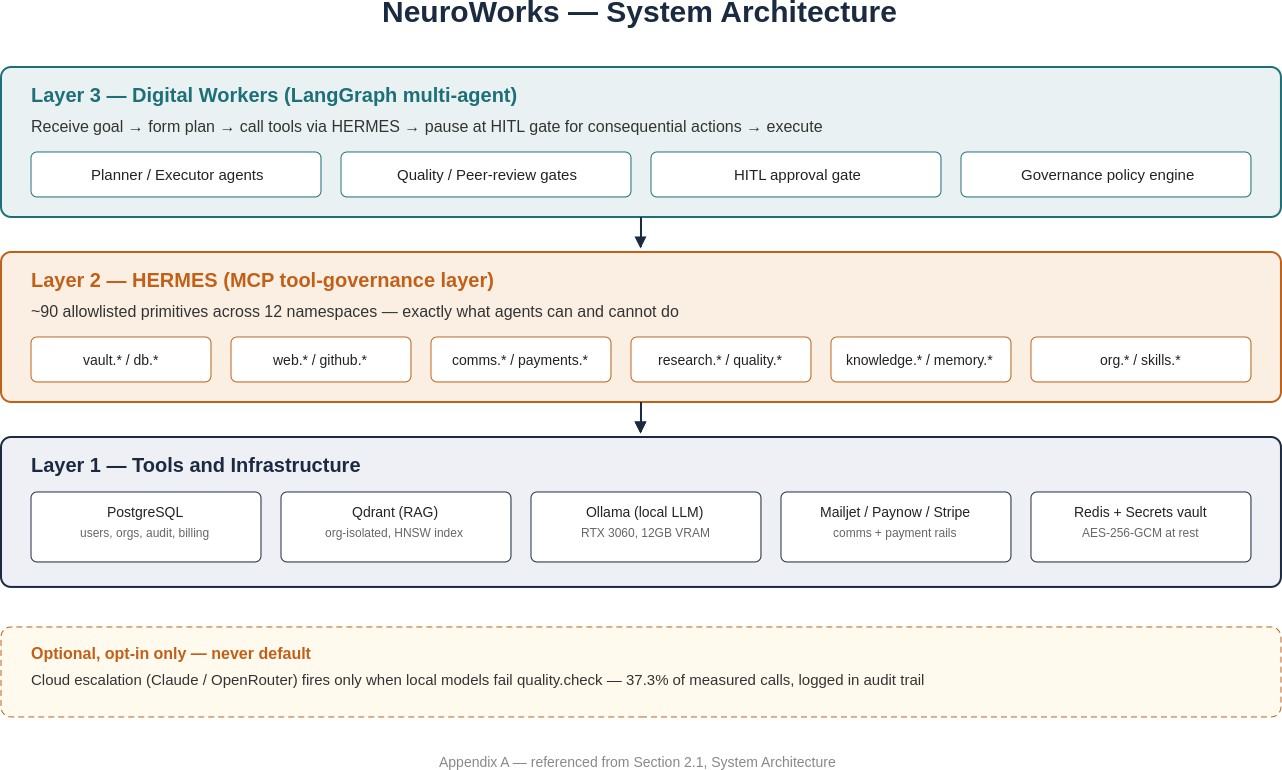 NeuroWorks — System Architecture
Layer 3 — Digital Workers (LangGraph multi-agent)
Receive goal → form plan → call tools via HERMES → pause at HITL gate for consequential actions → execute
Planner / Executor agents
Quality / Peer-review gates
HITL approval gate
Governance policy engine
Layer 2 — HERMES (MCP tool-governance layer)
~90 allowlisted primitives across 12 namespaces — exactly what agents can and cannot do
vault.* / db.*
web.* / github.*
comms.* / payments.*
research.* / quality.*
knowledge.* / memory.*
org.* / skills.*
Layer 1 — Tools and Infrastructure
PostgreSQL
users, orgs, audit, billing
Qdrant (RAG)
org-isolated, HNSW index
Ollama (local LLM)
RTX 3060, 12GB VRAM
Mailjet / Paynow / Stripe
comms + payment rails
Redis + Secrets vault
AES-256-GCM at rest
Optional, opt-in only — never default
Cloud escalation (Claude / OpenRouter) fires only when local models fail quality.check — 37.3% of measured calls, logged in audit trail
Appendix A — referenced from Section 2.1, System Architecture